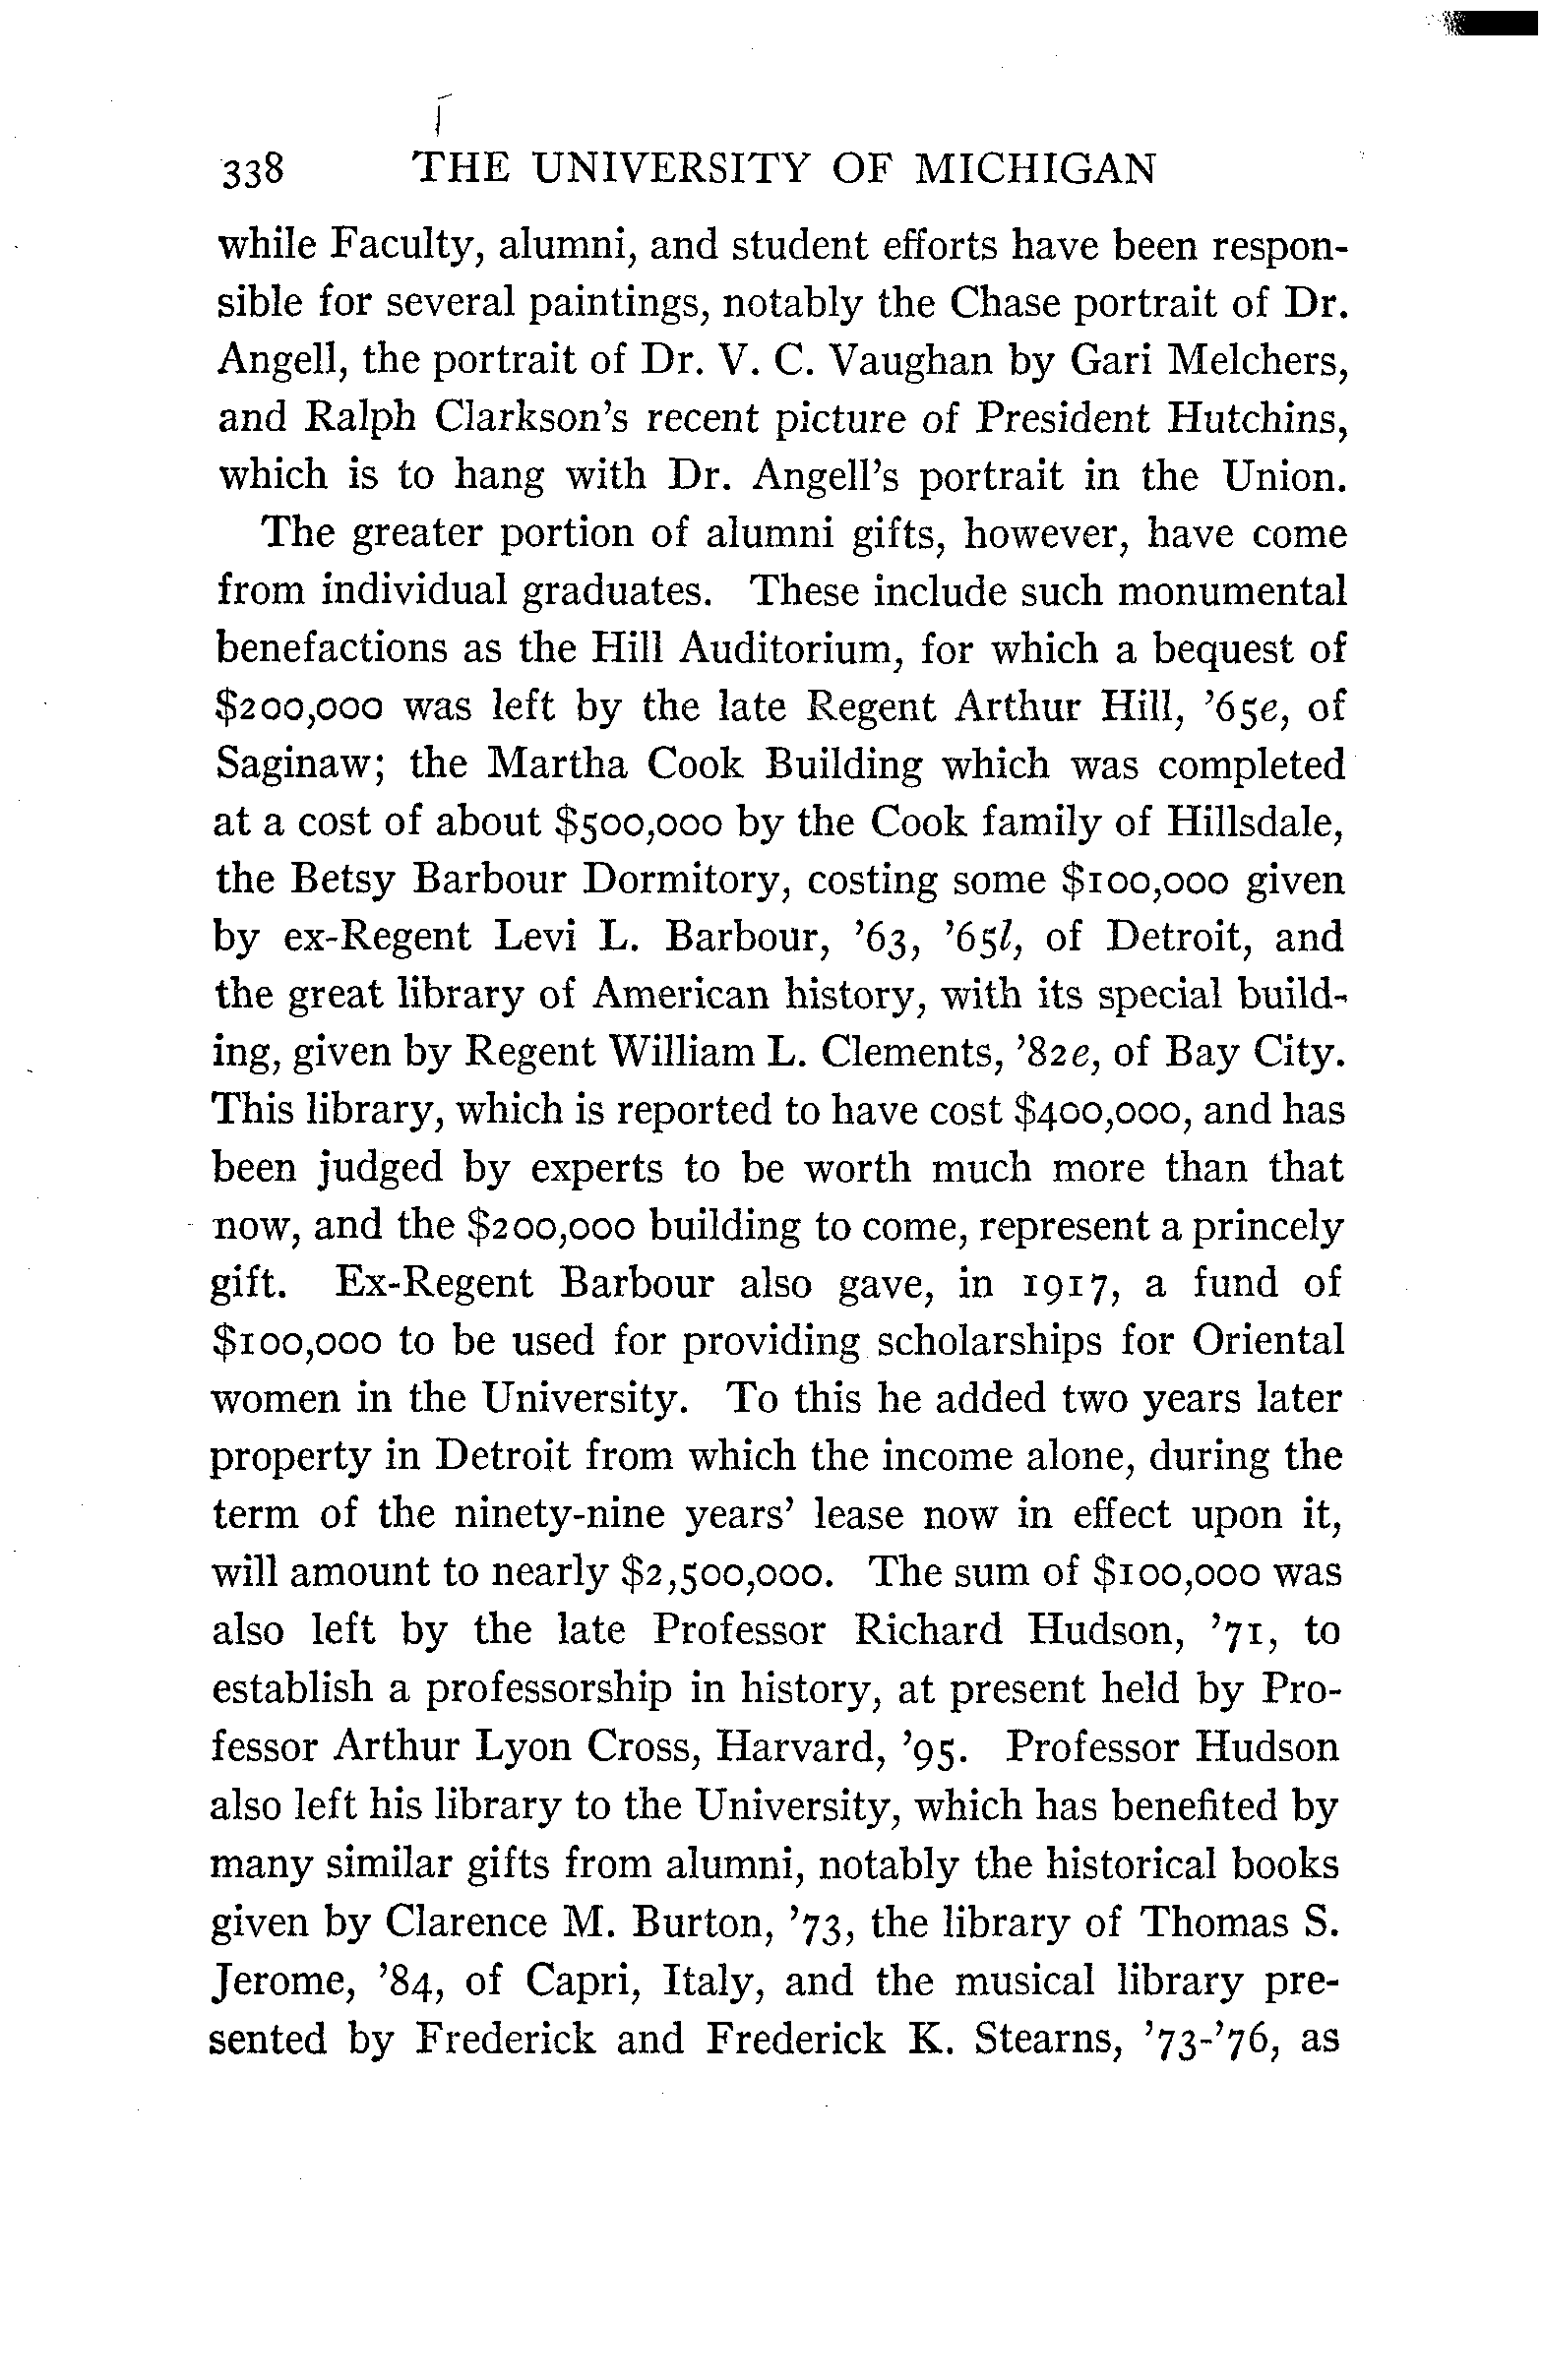 338 THE UNIVERSITY OF MICHIGAN
while Faculty, alumni, and student efforts have been respon-
sible for several paintings, notably the Chase portrait of Dr.
Angell, the portrait of Dr. V. C. Vaughan by Gari Melchers,
and Ralph Clarkson's recent picture of President Hutchins,
which is to hang with Dr. Angell's portrait in the Union.
The greater portion of alumni gifts, however, have come
from individual graduates. These include such monumental
benefactions as the Hill Auditorium, for which a bequest of
$200,000 was left by the late Regent Arthur Hill, '65e, of
Saginaw; the Martha Cook Building which was completed
at a cost of about $500,000 by the Cook family of Hillsdale,
the Betsy Barbour Dormitory, costing some $100,000 given
by ex-Regent Levi L. Barbour, '63, '65l, of Detroit, and
the great library of American history, with its special build-
ing, given by Regent William L. Clements, '82e, of Bay City.
This library, which is reported to have cost $400,000, and has
been judged by experts to be worth much more than that
now, and the $200,000 building to come, represent a princely
gift. Ex-Regent Barbour also gave, in 1917, a fund of
$100,000 to be used for providing scholarships for Oriental
women in the University. To this he added two years later
property in Detroit from which the income alone, during the
term of the ninety-nine years' lease now in effect upon it,
will amount to nearly $2,500,000. The sum of $100,000 was
also left by the late Professor Richard Hudson, '71, to
establish a professorship in history, at present held by Pro-
fessor Arthur Lyon Cross, Harvard, '95. Professor Hudson
also left his library to the University, which has benefited by
many similar gifts from alumni, notably the historical books
given by Clarence M. Burton, '73, the library of Thomas S.
Jerome, '84, of Capri, Italy, and the musical library pre-
sented by Frederick and Frederick K. Stearns, '73-'76, as